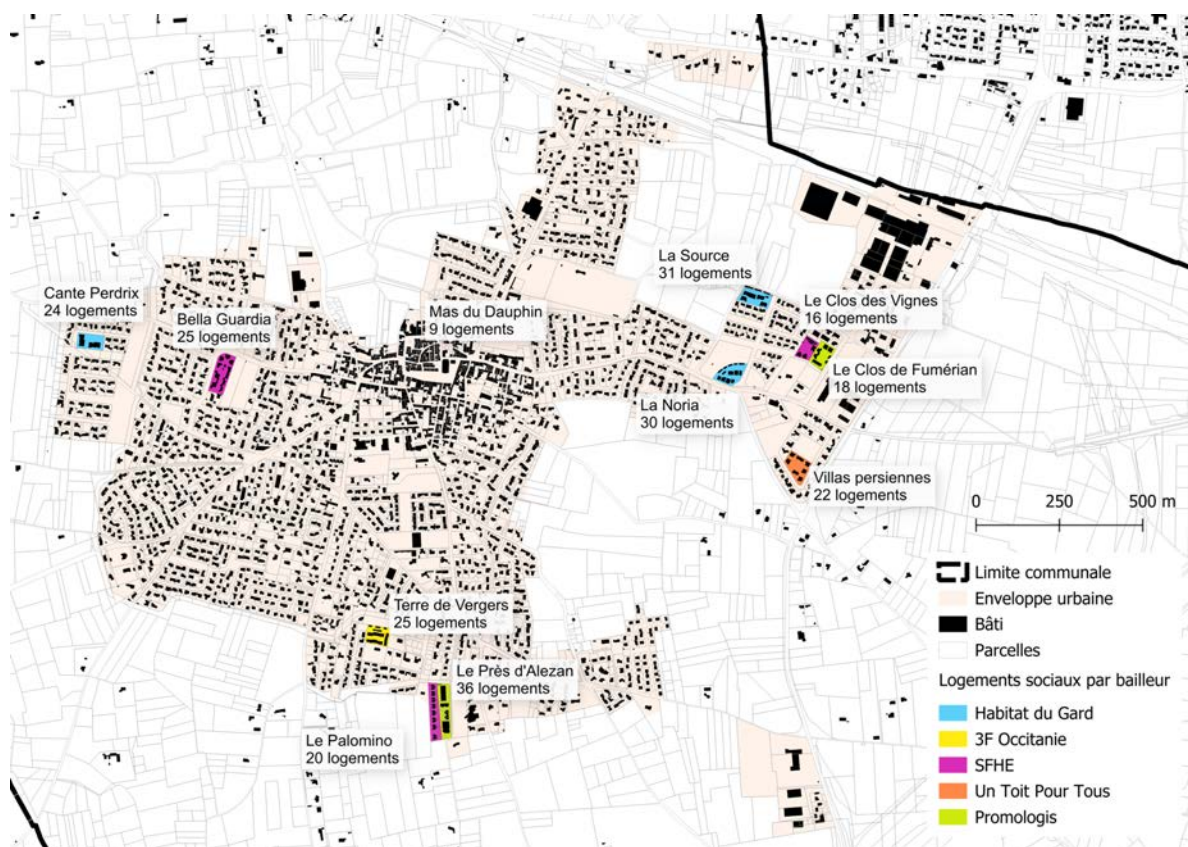 La Source
31 logements
Cante Perdrix
24 logements
Bella Guardia
25 logements
Mas du Dauphin
9 logements
Le Clos des Vignes
16 logements
Le Clos de Fumérian
18 logements
La Noria
30 logements
Villas persiennes
22 logements
0 250 500 m
Terre de Vergers
25 logements
Le Près d'Alezan
36 logements
Le Palomino
20 logements
Limite communale
Enveloppe urbaine
Bâti
Parcelles
Logements sociaux par bailleur
Habitat du Gard
3F Occitanie
SFHE
Un Toit Pour Tous
Promologis